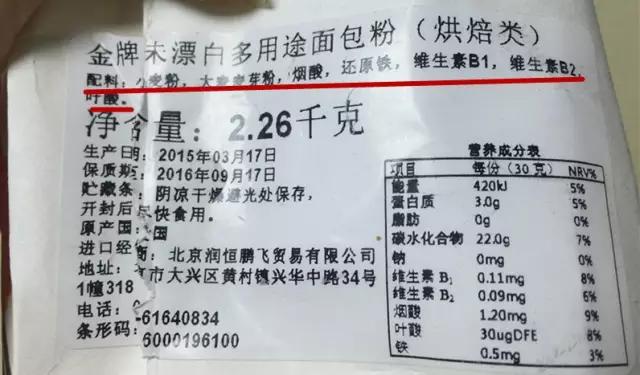 金牌未漂白多用途面包粉（烘焙类）
配料：小麦粉，大麦麦芽粉，烟酸，还原铁，维生素B1，维生素B2，
叶酸。
净含量：2.26千克
生产日期：2015年03月17日
保质期：2016年09月17日
贮藏条：阴凉干燥避光处保存，
开封后尽快食用。
原产国：国
进口经：北京润恒鹏飞贸易有限公司
地址：市大兴区黄村镇兴华中路34号
1幢318
电话：-61640834
条形码：6000196100
营养成分表
项目 每份（30克） NRV%
能量 420kJ 5%
蛋白质 3.0g 5%
脂肪 0g 0%
碳水化合物 22.0g 7%
钠 0mg 0%
维生素 B₁ 0.11mg 8%
维生素 B₂ 0.09mg 6%
烟酸 1.20mg 9%
叶酸 30ugDFE 8%
铁 0.5mg 3%